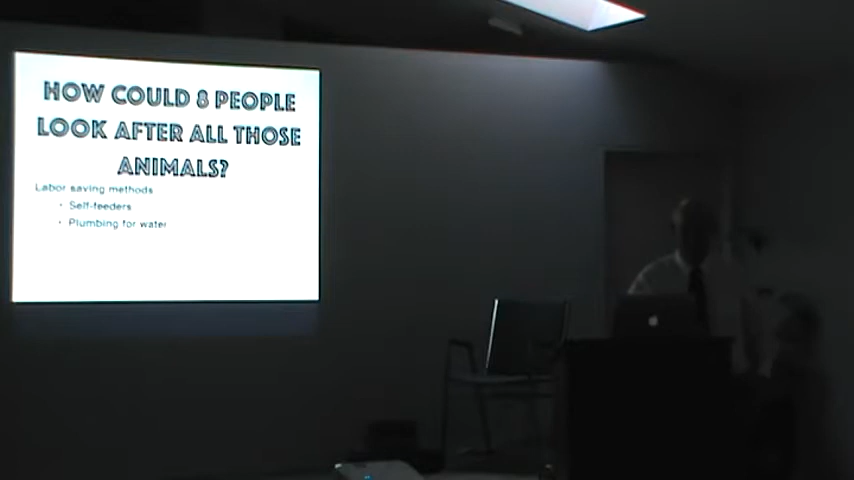 HOW COULD 8 PEOPLE
LOOK AFTER ALL THOSE
ANIMALS?
Labor saving methods
• Self-feeders
• Plumbing for water